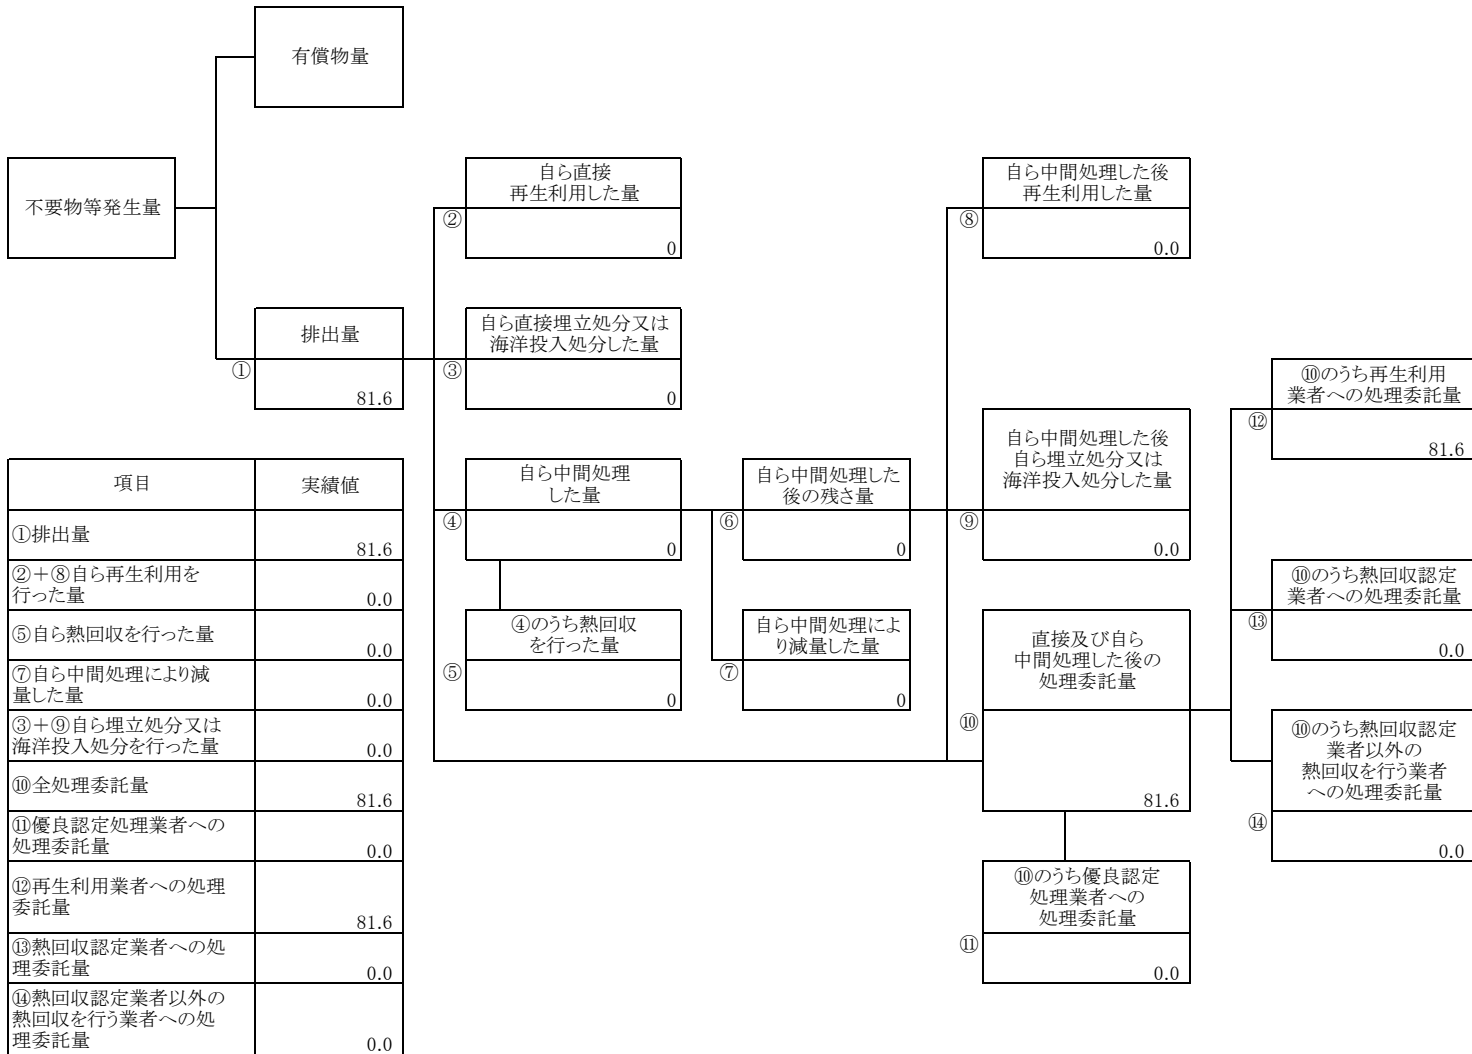 有償物量
不要物等発生量
自ら直接
再生利用した量
②
0
自ら中間処理した後
再生利用した量
⑧
0.0
排出量
①
81.6
自ら直接埋立処分又は
海洋投入処分した量
③
0
⑩のうち再生利用
業者への処理委託量
⑫
81.6
自ら中間処理
した量
④
0
自ら中間処理した
後の残さ量
⑥
0
自ら中間処理した後
自ら埋立処分又は
海洋投入処分した量
⑨
0.0
⑩のうち熱回収認定
業者への処理委託量
⑬
0.0
④のうち熱回収
を行った量
⑤
0
自ら中間処理によ
り減量した量
⑦
0
直接及び自ら
中間処理した後の
処理委託量
⑩
81.6
⑩のうち熱回収認定
業者以外の
熱回収を行う業者
への処理委託量
⑭
0.0
⑩のうち優良認定
処理業者への
処理委託量
⑪
0.0
項目 実績値
①排出量
81.6
②+⑧自ら再生利用を
行った量
0.0
⑤自ら熱回収を行った量
0.0
⑦自ら中間処理により減
量した量
0.0
③+⑨自ら埋立処分又は
海洋投入処分を行った量
0.0
⑩全処理委託量
81.6
⑪優良認定処理業者への
処理委託量
0.0
⑫再生利用業者への処理
委託量
81.6
⑬熱回収認定業者への処
理委託量
0.0
⑭熱回収認定業者以外の
熱回収を行う業者への処
理委託量
0.0